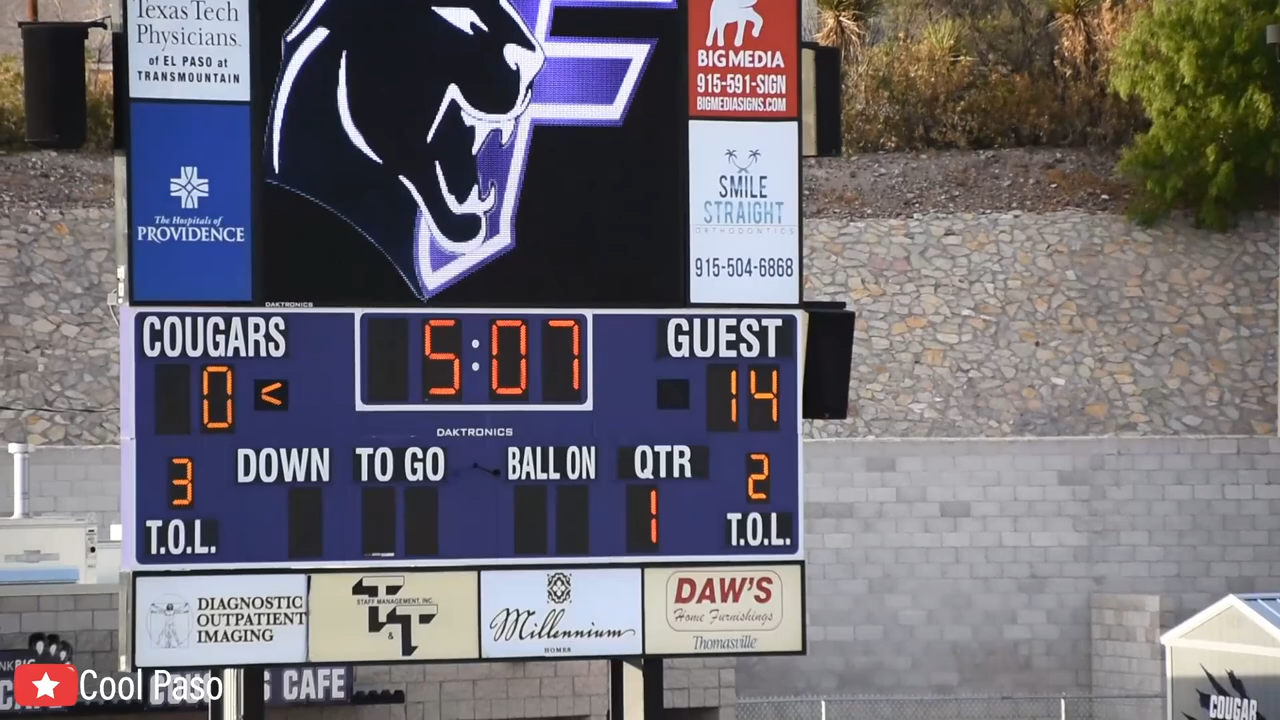 Texas Tech
Physicians.
of EL PASO at
TRANSMOUNTAIN
The Hospitals of
PROVIDENCE
F
BIG MEDIA
915-591-SIGN
BIGMEDIASIGNS.COM
SMILE
STRAIGHT
ORTHODONTICS
915-504-6868
DAKTRONICS
COUGARS
5:07
GUEST
0 <
14
DAKTRONICS
DOWN TO GO BALL ON QTR
3
2
1
T.O.L.
T.O.L.
DIAGNOSTIC
OUTPATIENT
IMAGING
STAFF MANAGEMENT, INC.
T&T
Millennium
HOMES
DAW'S
Home Furnishings
Thomasville
CAFE
Cool Paso
COUGAR